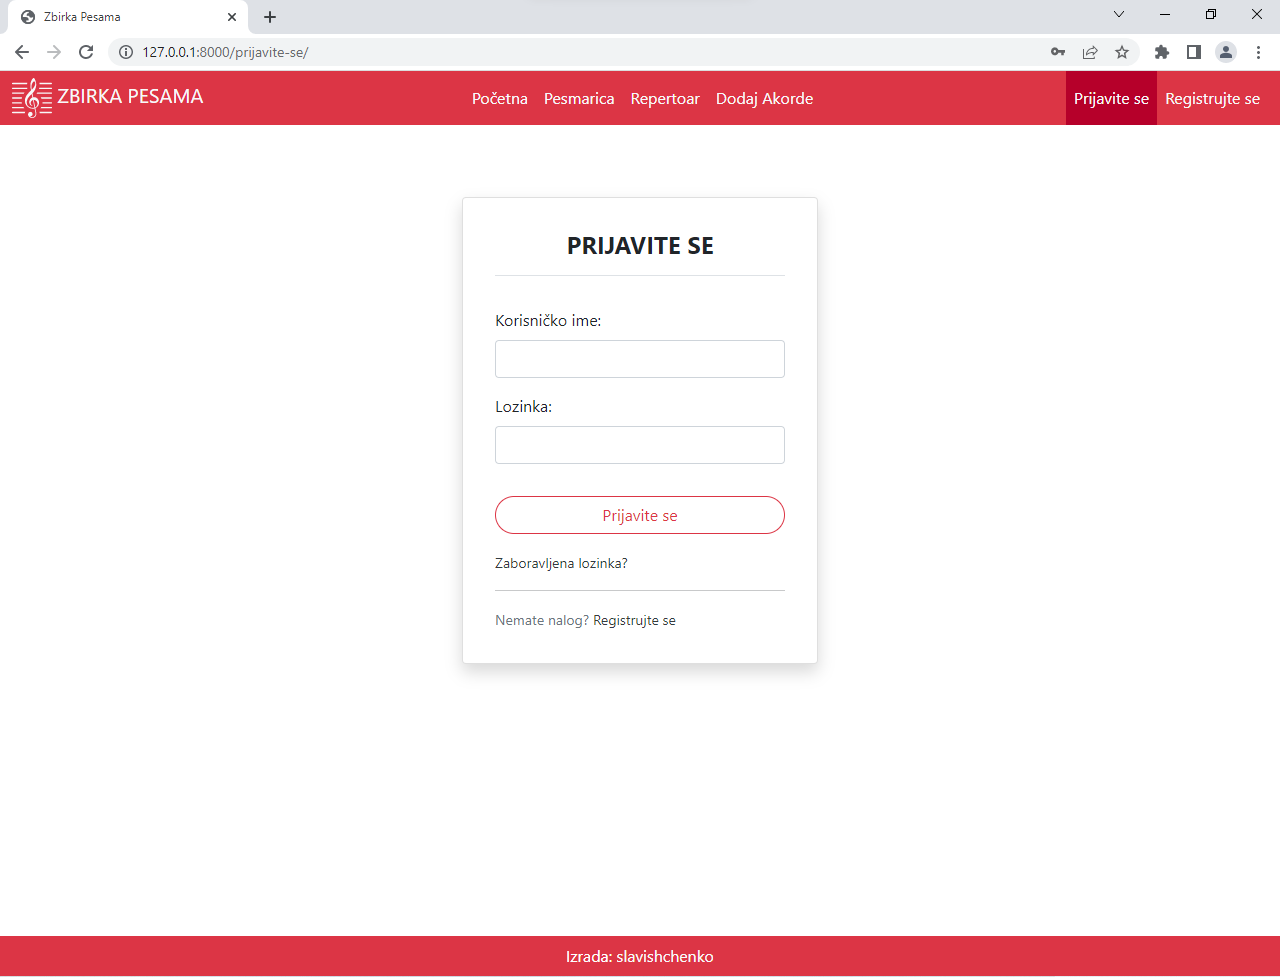 Zbirka Pesama
127.0.0.1:8000/prijavite-se/
ZBIRKA PESAMA
Početna Pesmarica Repertoar Dodaj Akorde
Prijavite se Registrujte se
PRIJAVITE SE
Korisničko ime:
Lozinka:
Prijavite se
Zaboravljena lozinka?
Nemate nalog? Registrujte se
Izrada: slavishchenko